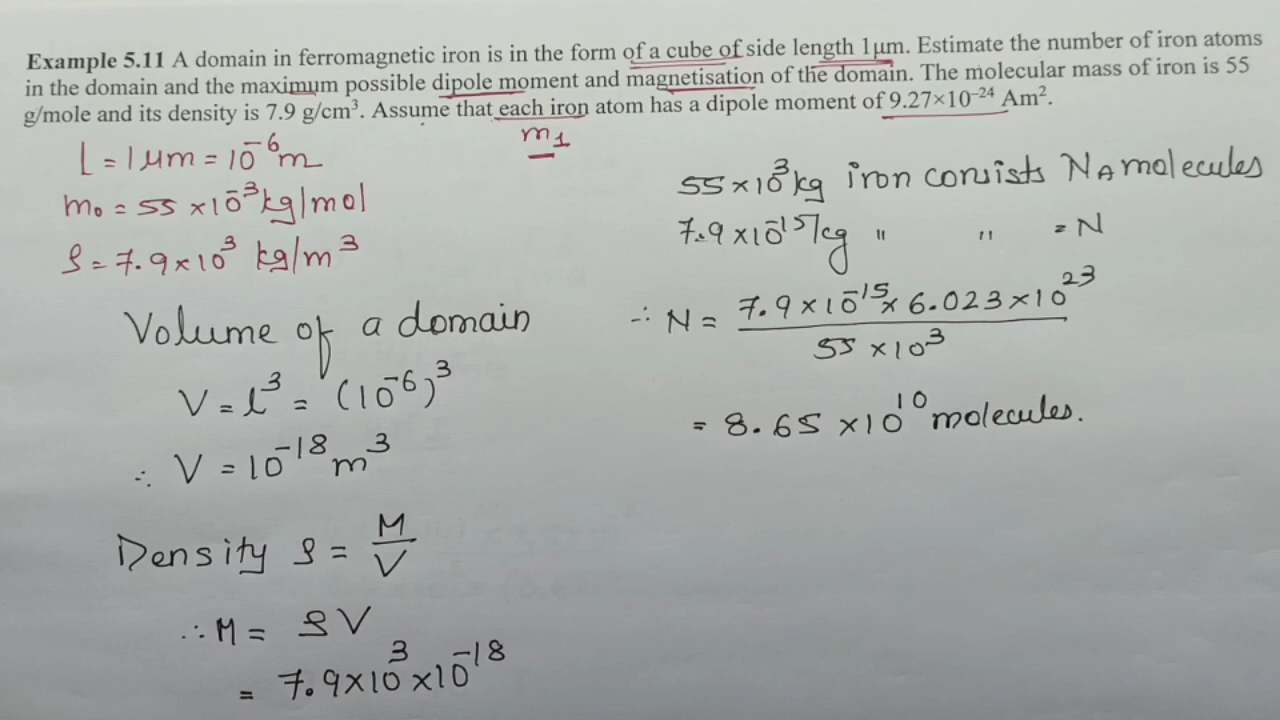 Example 5.11 A domain in ferromagnetic iron is in the form of a cube of side length 1μm. Estimate the number of iron atoms
in the domain and the maximum possible dipole moment and magnetisation of the domain. The molecular mass of iron is 55
g/mole and its density is 7.9 g/cm³. Assume that each iron atom has a dipole moment of 9.27×10⁻²⁴ Am².
m₁
l = 1 μm = 10⁻⁶ m
m₀ = 55 × 10⁻³ kg/mol
ρ = 7.9 × 10³ kg/m³
Volume of a domain
V = l³ = (10⁻⁶)³
∴ V = 10⁻¹⁸ m³
Density ρ = M/V
∴ M = ρV
= 7.9 × 10³ × 10⁻¹⁸
55 × 10³ kg iron consists N_A molecules
7.9 × 10⁻¹⁵ kg " " = N
∴ N = 7.9 × 10⁻¹⁵ × 6.023 × 10²³
55 × 10³
= 8.65 × 10¹⁰ molecules.